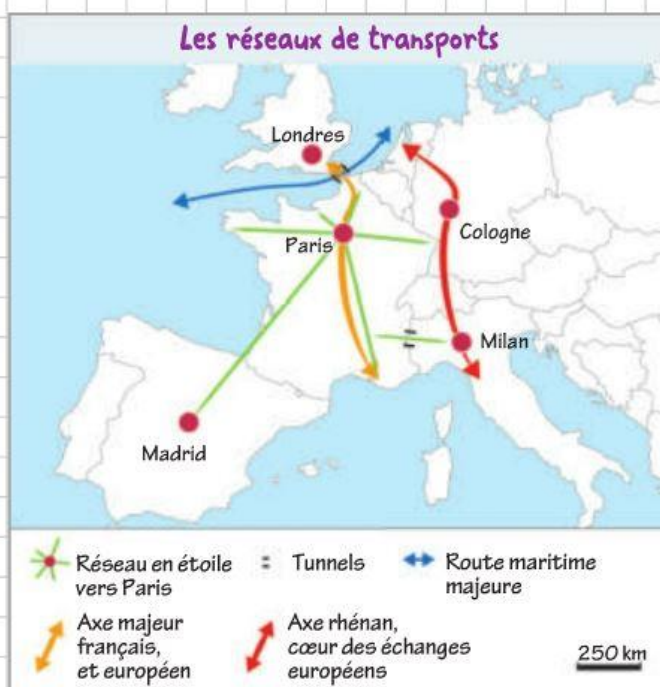 Les réseaux de transports
Londres
Paris
Cologne
Milan
Madrid
Réseau en étoile
vers Paris
Tunnels
Route maritime
majeure
Axe majeur
français,
et européen
Axe rhénan,
cœur des échanges
européens
250 km